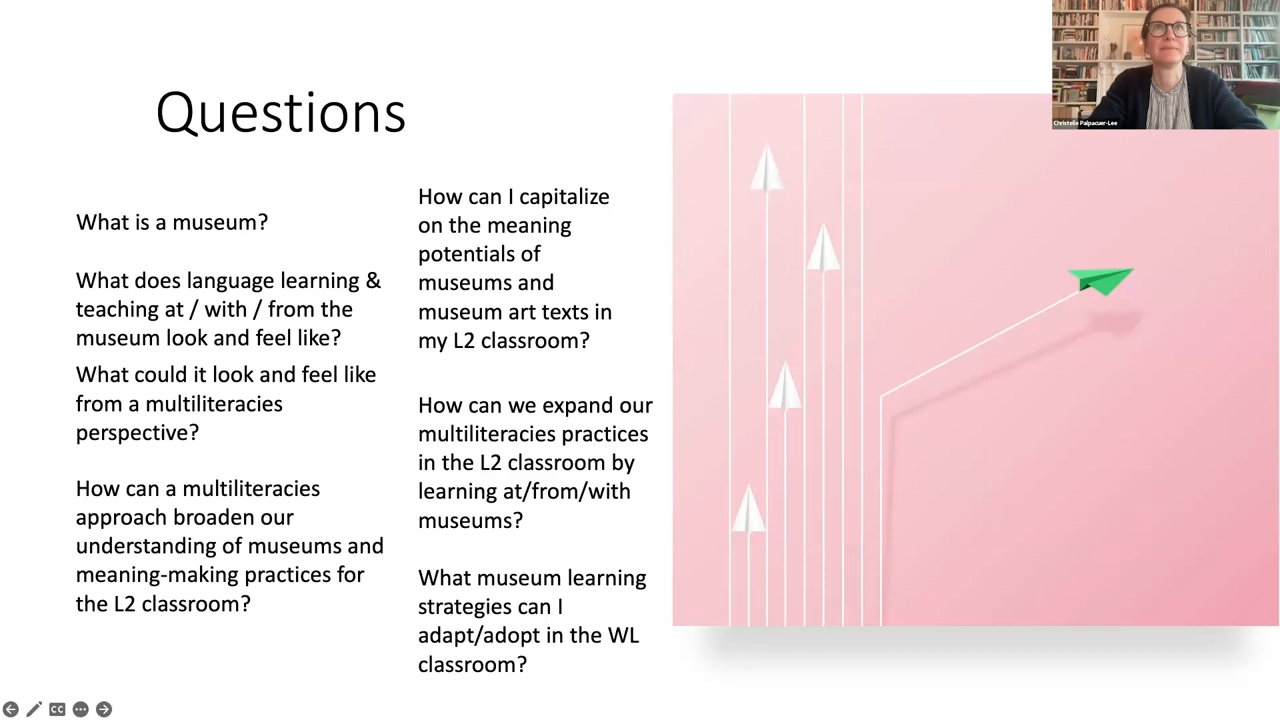 Questions
What is a museum?
What does language learning &
teaching at / with / from the
museum look and feel like?
What could it look and feel like
from a multiliteracies
perspective?
How can a multiliteracies
approach broaden our
understanding of museums and
meaning-making practices for
the L2 classroom?
How can I capitalize
on the meaning
potentials of
museums and
museum art texts in
my L2 classroom?
How can we expand our
multiliteracies practices
in the L2 classroom by
learning at/from/with
museums?
What museum learning
strategies can I
adapt/adopt in the WL
classroom?
Christelle Palpacuer-Lee
CC